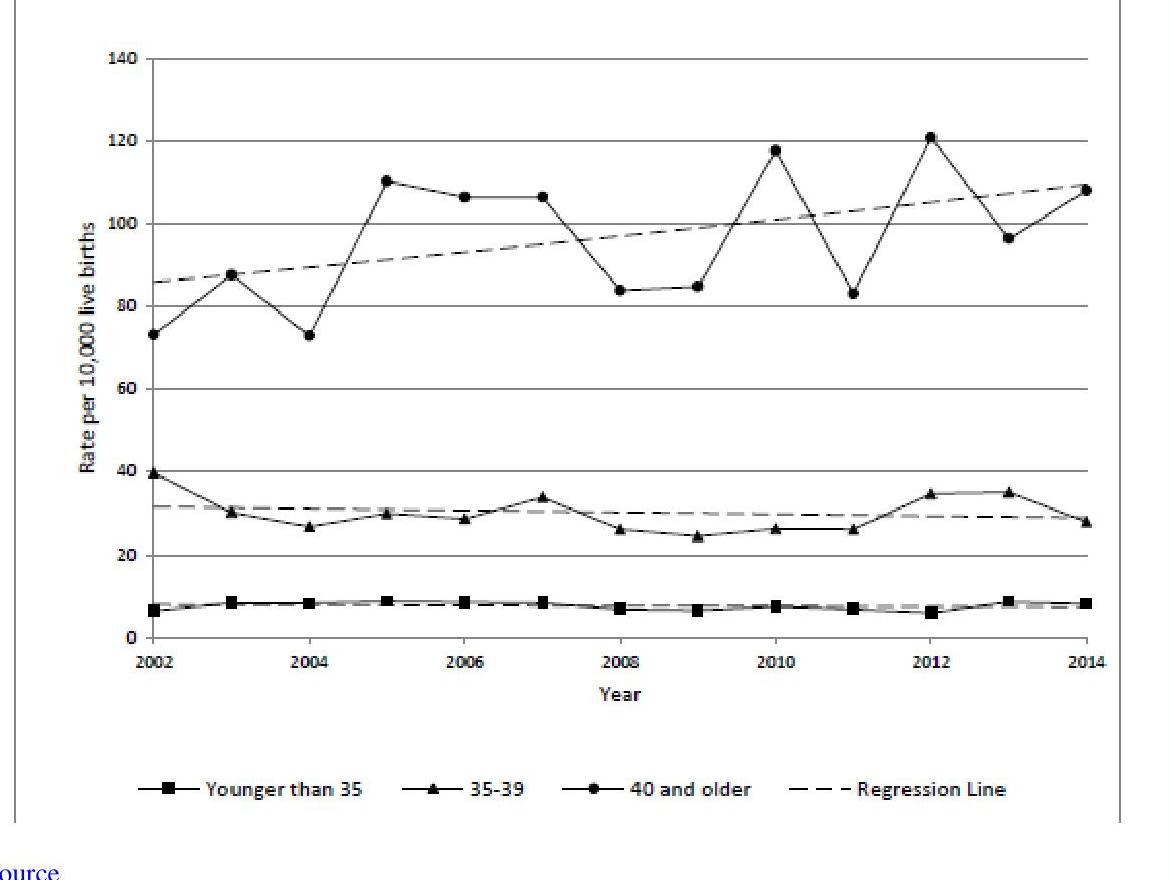 140
120
100
80
60
40
20
0
Rate per 10,000 live births
2002 2004 2006 2008 2010 2012 2014
Year
Younger than 35 35-39 40 and older Regression Line
ource